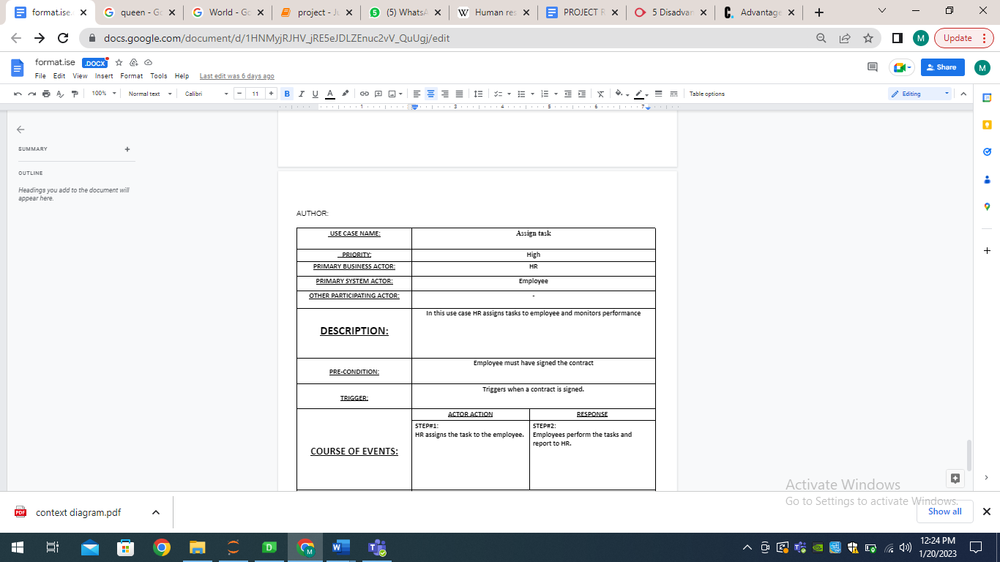 format.ise.
queen - Go
World - Go
project - Ju
(5) WhatsA
Human res
PROJECT R
5 Disadvan
Advantage
docs.google.com/document/d/1HNMyjRJHV_jRE5eJDLZEnuc2vV_QuUgj/edit
M
Update
format.ise .DOCX
File Edit View Insert Format Tools Help Last edit was 6 days ago
Share
M
100% Normal text Calibri 11 B I U A Table options Editing
1 3 4 5 6 7
SUMMARY
OUTLINE
Headings you add to the document will
appear here.
AUTHOR:
USE CASE NAME: Assign task
PRIORITY: High
PRIMARY BUSINESS ACTOR: HR
PRIMARY SYSTEM ACTOR: Employee
OTHER PARTICIPATING ACTOR: -
DESCRIPTION: In this use case HR assigns tasks to employee and monitors performance
PRE-CONDITION: Employee must have signed the contract
TRIGGER: Triggers when a contract is signed.
COURSE OF EVENTS:
ACTOR ACTION RESPONSE
STEP#1:
HR assigns the task to the employee.
STEP#2:
Employees perform the tasks and
report to HR.
Activate Windows
Go to Settings to activate Windows.
PDF context diagram.pdf
Show all
12:24 PM
1/20/2023